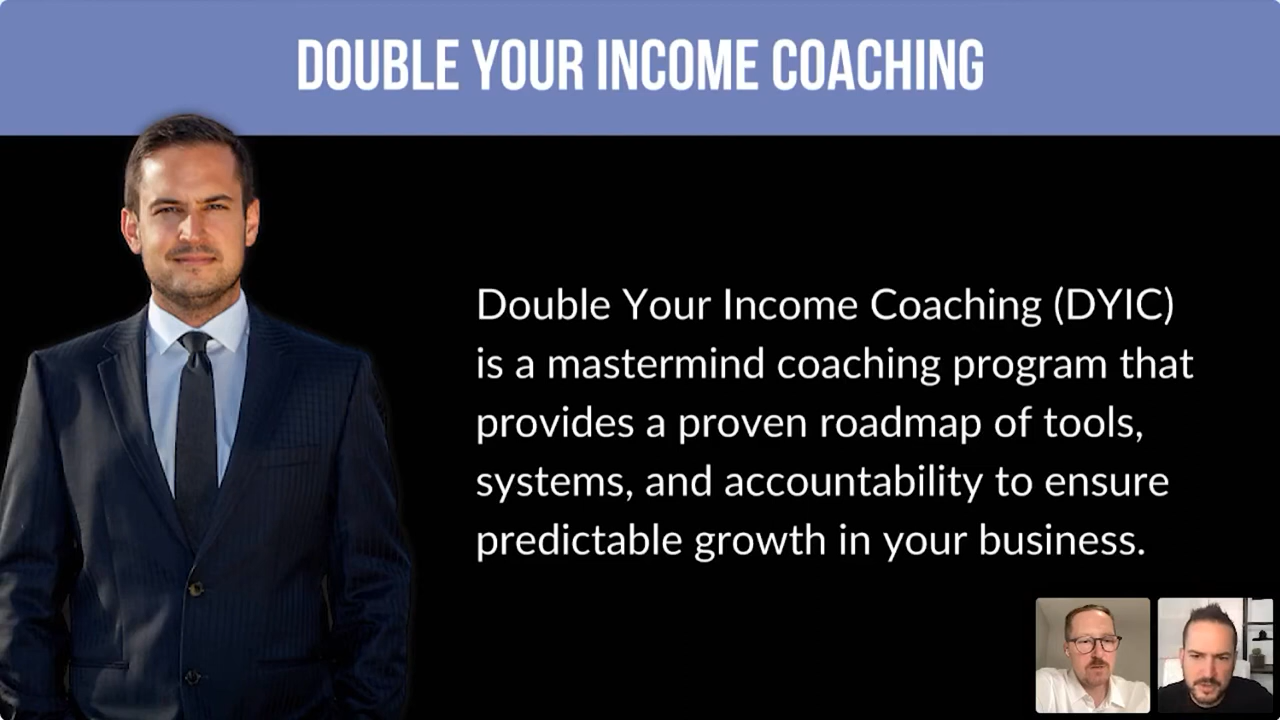 DOUBLE YOUR INCOME COACHING
Double Your Income Coaching (DYIC)
is a mastermind coaching program that
provides a proven roadmap of tools,
systems, and accountability to ensure
predictable growth in your business.